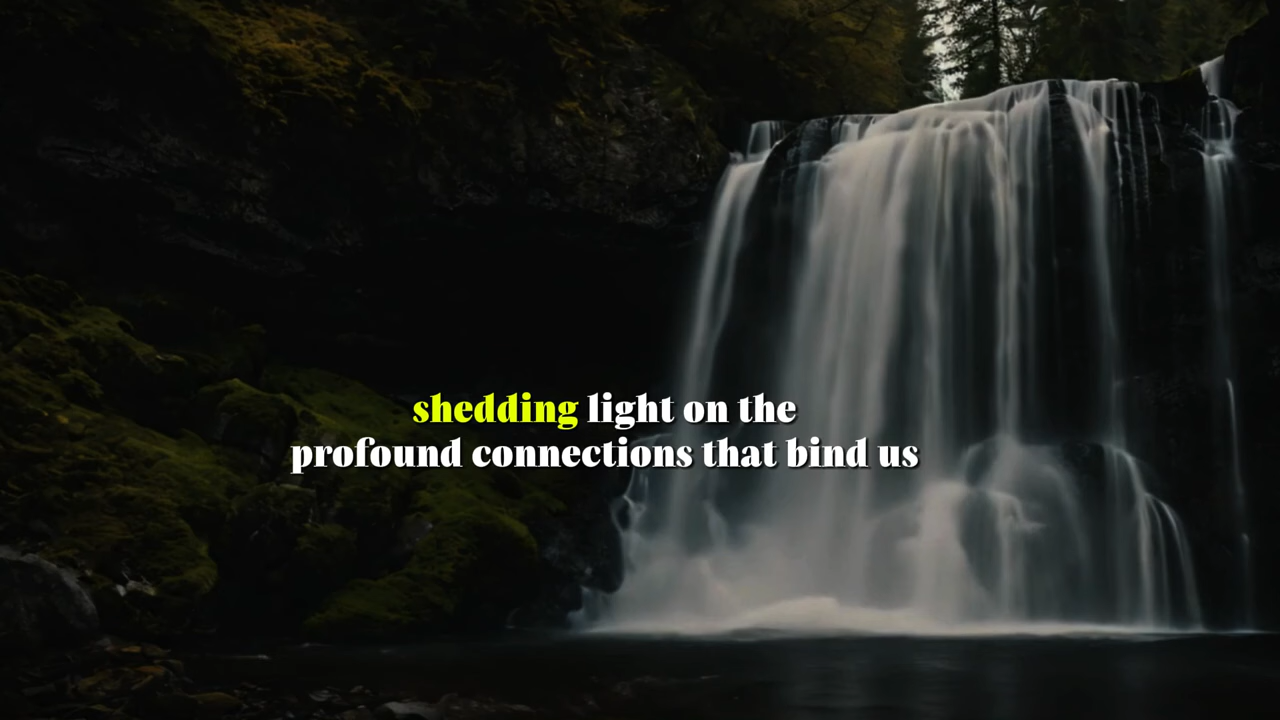 shedding light on the
profound connections that bind us